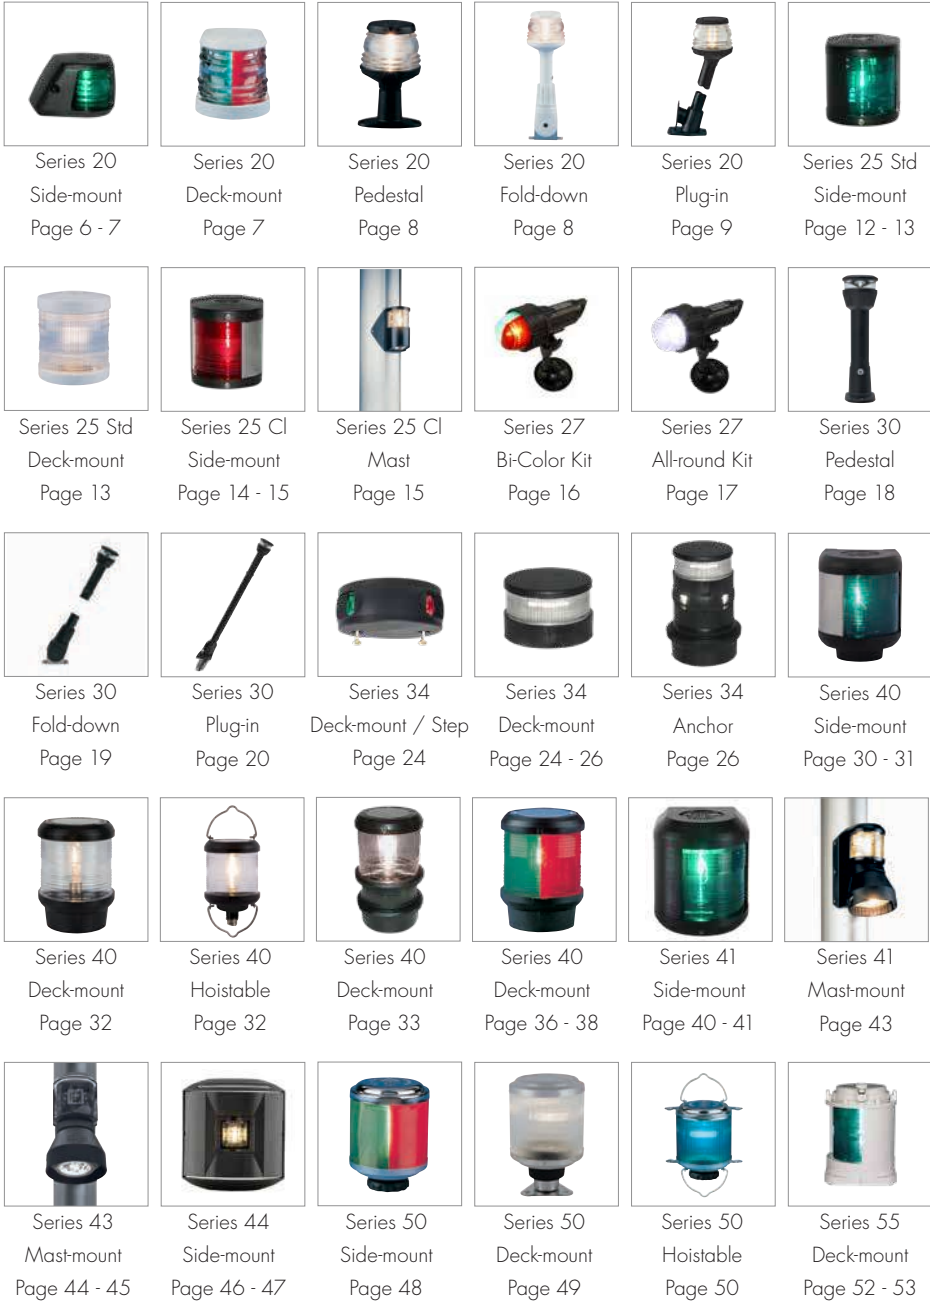 Series 20
Side-mount
Page 6 - 7
Series 20
Deck-mount
Page 7
Series 20
Pedestal
Page 8
Series 20
Fold-down
Page 8
Series 20
Plug-in
Page 9
Series 25 Std
Side-mount
Page 12 - 13
Series 25 Std
Deck-mount
Page 13
Series 25 Cl
Side-mount
Page 14 - 15
Series 25 Cl
Mast
Page 15
Series 27
Bi-Color Kit
Page 16
Series 27
All-round Kit
Page 17
Series 30
Pedestal
Page 18
Series 30
Fold-down
Page 19
Series 30
Plug-in
Page 20
Series 34
Deck-mount / Step
Page 24
Series 34
Deck-mount
Page 24 - 26
Series 34
Anchor
Page 26
Series 40
Side-mount
Page 30 - 31
Series 40
Deck-mount
Page 32
Series 40
Hoistable
Page 32
Series 40
Deck-mount
Page 33
Series 40
Deck-mount
Page 36 - 38
Series 41
Side-mount
Page 40 - 41
Series 41
Mast-mount
Page 43
Series 43
Mast-mount
Page 44 - 45
Series 44
Side-mount
Page 46 - 47
Series 50
Side-mount
Page 48
Series 50
Deck-mount
Page 49
Series 50
Hoistable
Page 50
Series 55
Deck-mount
Page 52 - 53